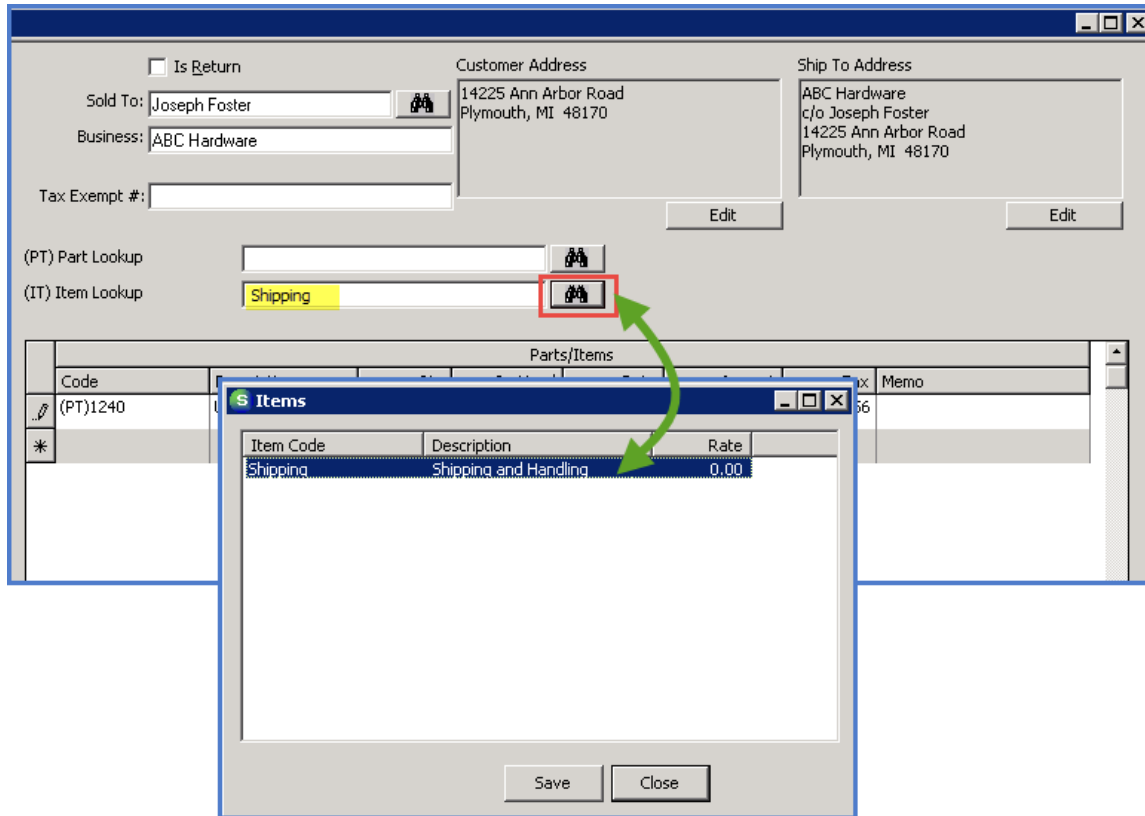 Is Return
Customer Address
Ship To Address
Sold To: Joseph Foster
14225 Ann Arbor Road
Plymouth, MI 48170
ABC Hardware
c/o Joseph Foster
14225 Ann Arbor Road
Plymouth, MI 48170
Business: ABC Hardware
Tax Exempt #:
Edit
Edit
(PT) Part Lookup
(IT) Item Lookup
Shipping
Parts/Items
Code
Memo
(PT)1240
S Items
Item Code Description Rate
Shipping Shipping and Handling 0.00
Save Close